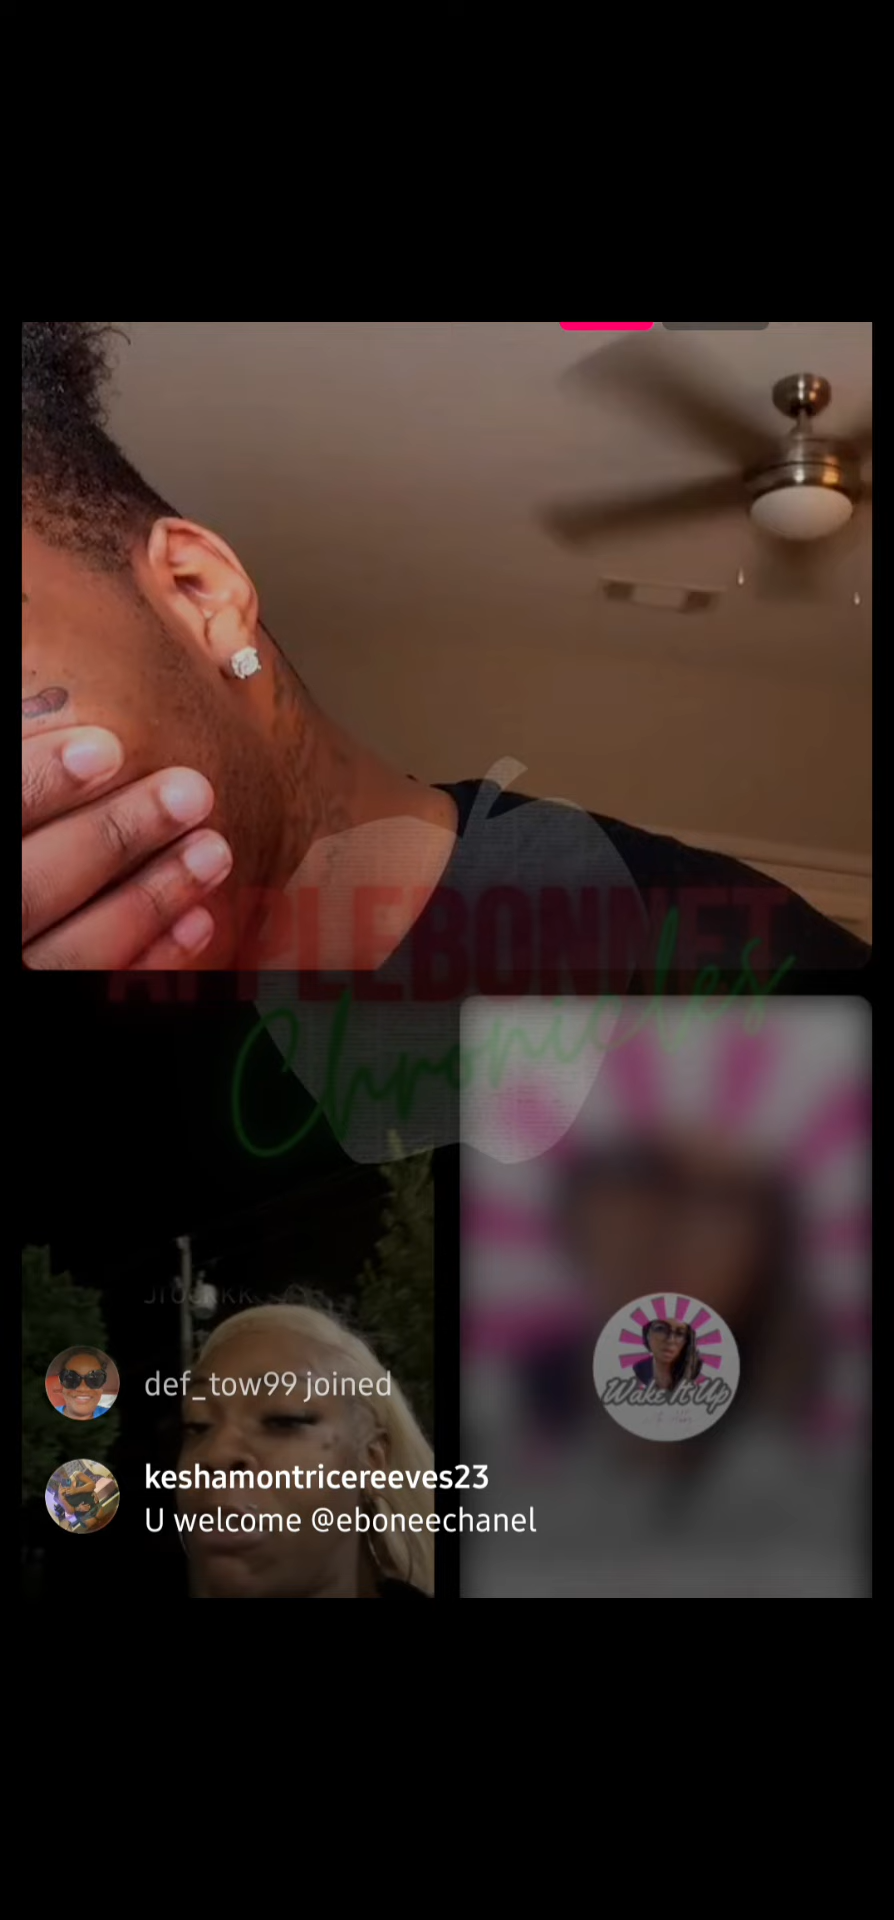 APPLEBONNET
Chronicles
def_tow99 joined
Wake It Up
keshamontricereeves23
U welcome @eboneechanel